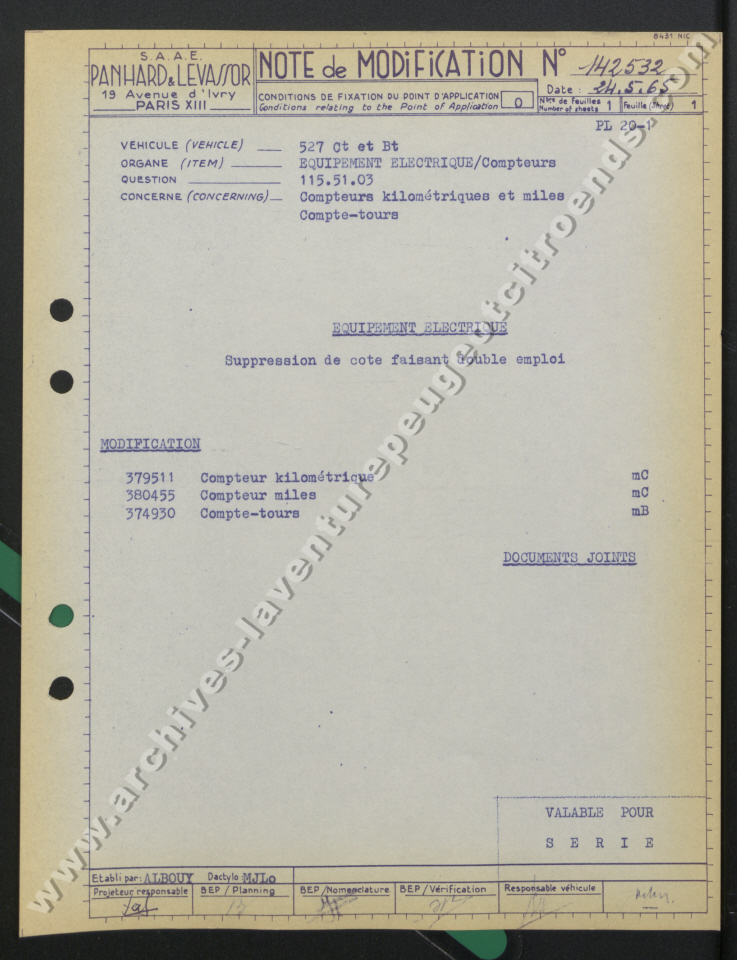 8431 NIC
S.A.A.E.
PANHARD & LEVASSOR
19 Avenue d'Ivry
PARIS XIII
NOTE de MODIFICATION N° 142532
CONDITIONS DE FIXATION DU POINT D'APPLICATION
Conditions relating to the Point of Application 0
Date : 24.5.65
Nbre de Feuilles
Number of sheets 1
Feuille (Sheet) 1
PL 20-1
VEHICULE (VEHICLE) 527 Ct et Bt
ORGANE (ITEM) EQUIPEMENT ELECTRIQUE/Compteurs
QUESTION 115.51.03
CONCERNE (CONCERNING) Compteurs kilométriques et miles
Compte-tours
EQUIPEMENT ELECTRIQUE
Suppression de cote faisant double emploi
MODIFICATION
379511 Compteur kilométrique mC
380455 Compteur miles mC
374930 Compte-tours mB
DOCUMENTS JOINTS
VALABLE POUR
S E R I E
Etabli par: ALBOUY Dactylo: MJLo
Projeteur responsable
BEP / Planning
BEP / Nomenclature
BEP / Vérification
Responsable véhicule
www.archives-laventurepeugeotcitroends.com